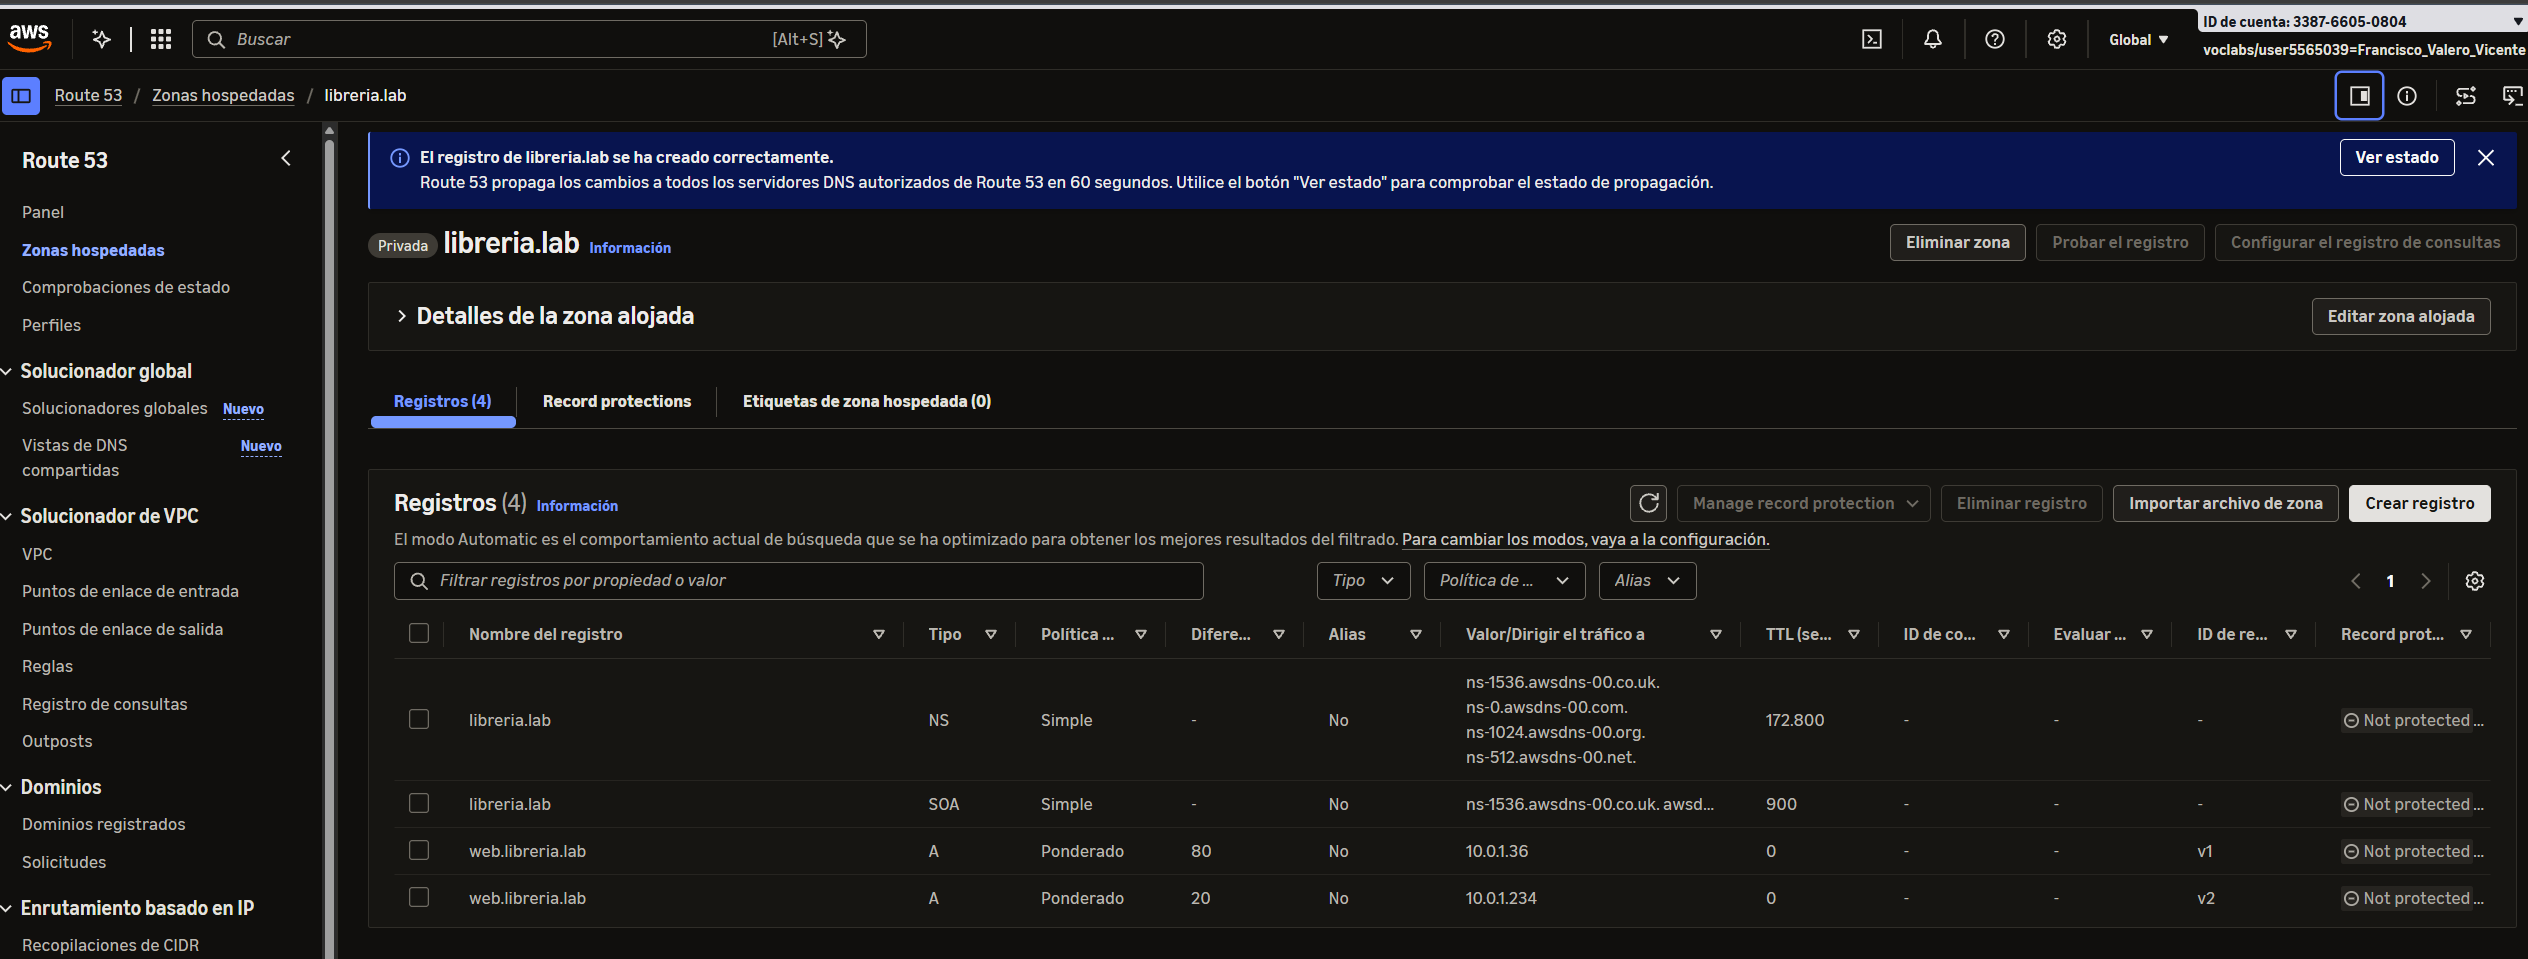 aws
Buscar
[Alt+S]
Global
ID de cuenta: 3387-6605-0804
voclabs/user5565039=Francisco_Valero_Vicente
Route 53 / Zonas hospedadas / libreria.lab
Route 53
Panel
Zonas hospedadas
Comprobaciones de estado
Perfiles
Solucionador global
Solucionadores globales Nuevo
Vistas de DNS Nuevo
compartidas
Solucionador de VPC
VPC
Puntos de enlace de entrada
Puntos de enlace de salida
Reglas
Registro de consultas
Outposts
Dominios
Dominios registrados
Solicitudes
Enrutamiento basado en IP
Recopilaciones de CIDR
El registro de libreria.lab se ha creado correctamente.
Route 53 propaga los cambios a todos los servidores DNS autorizados de Route 53 en 60 segundos. Utilice el botón "Ver estado" para comprobar el estado de propagación.
Ver estado
Privada libreria.lab Información
Eliminar zona Probar el registro Configurar el registro de consultas
Detalles de la zona alojada
Editar zona alojada
Registros (4) Record protections Etiquetas de zona hospedada (0)
Registros (4) Información
Manage record protection Eliminar registro Importar archivo de zona Crear registro
El modo Automatic es el comportamiento actual de búsqueda que se ha optimizado para obtener los mejores resultados del filtrado. Para cambiar los modos, vaya a la configuración.
Filtrar registros por propiedad o valor
Tipo Política de ... Alias
1
Nombre del registro Tipo Política ... Difere... Alias Valor/Dirigir el tráfico a TTL (se... ID de co... Evaluar ... ID de re... Record prot...
libreria.lab NS Simple - No ns-1536.awsdns-00.co.uk. 172.800 - - - Not protected ...
ns-0.awsdns-00.com.
ns-1024.awsdns-00.org.
ns-512.awsdns-00.net.
libreria.lab SOA Simple - No ns-1536.awsdns-00.co.uk. awsd... 900 - - - Not protected ...
web.libreria.lab A Ponderado 80 No 10.0.1.36 0 - - v1 Not protected ...
web.libreria.lab A Ponderado 20 No 10.0.1.234 0 - - v2 Not protected ...